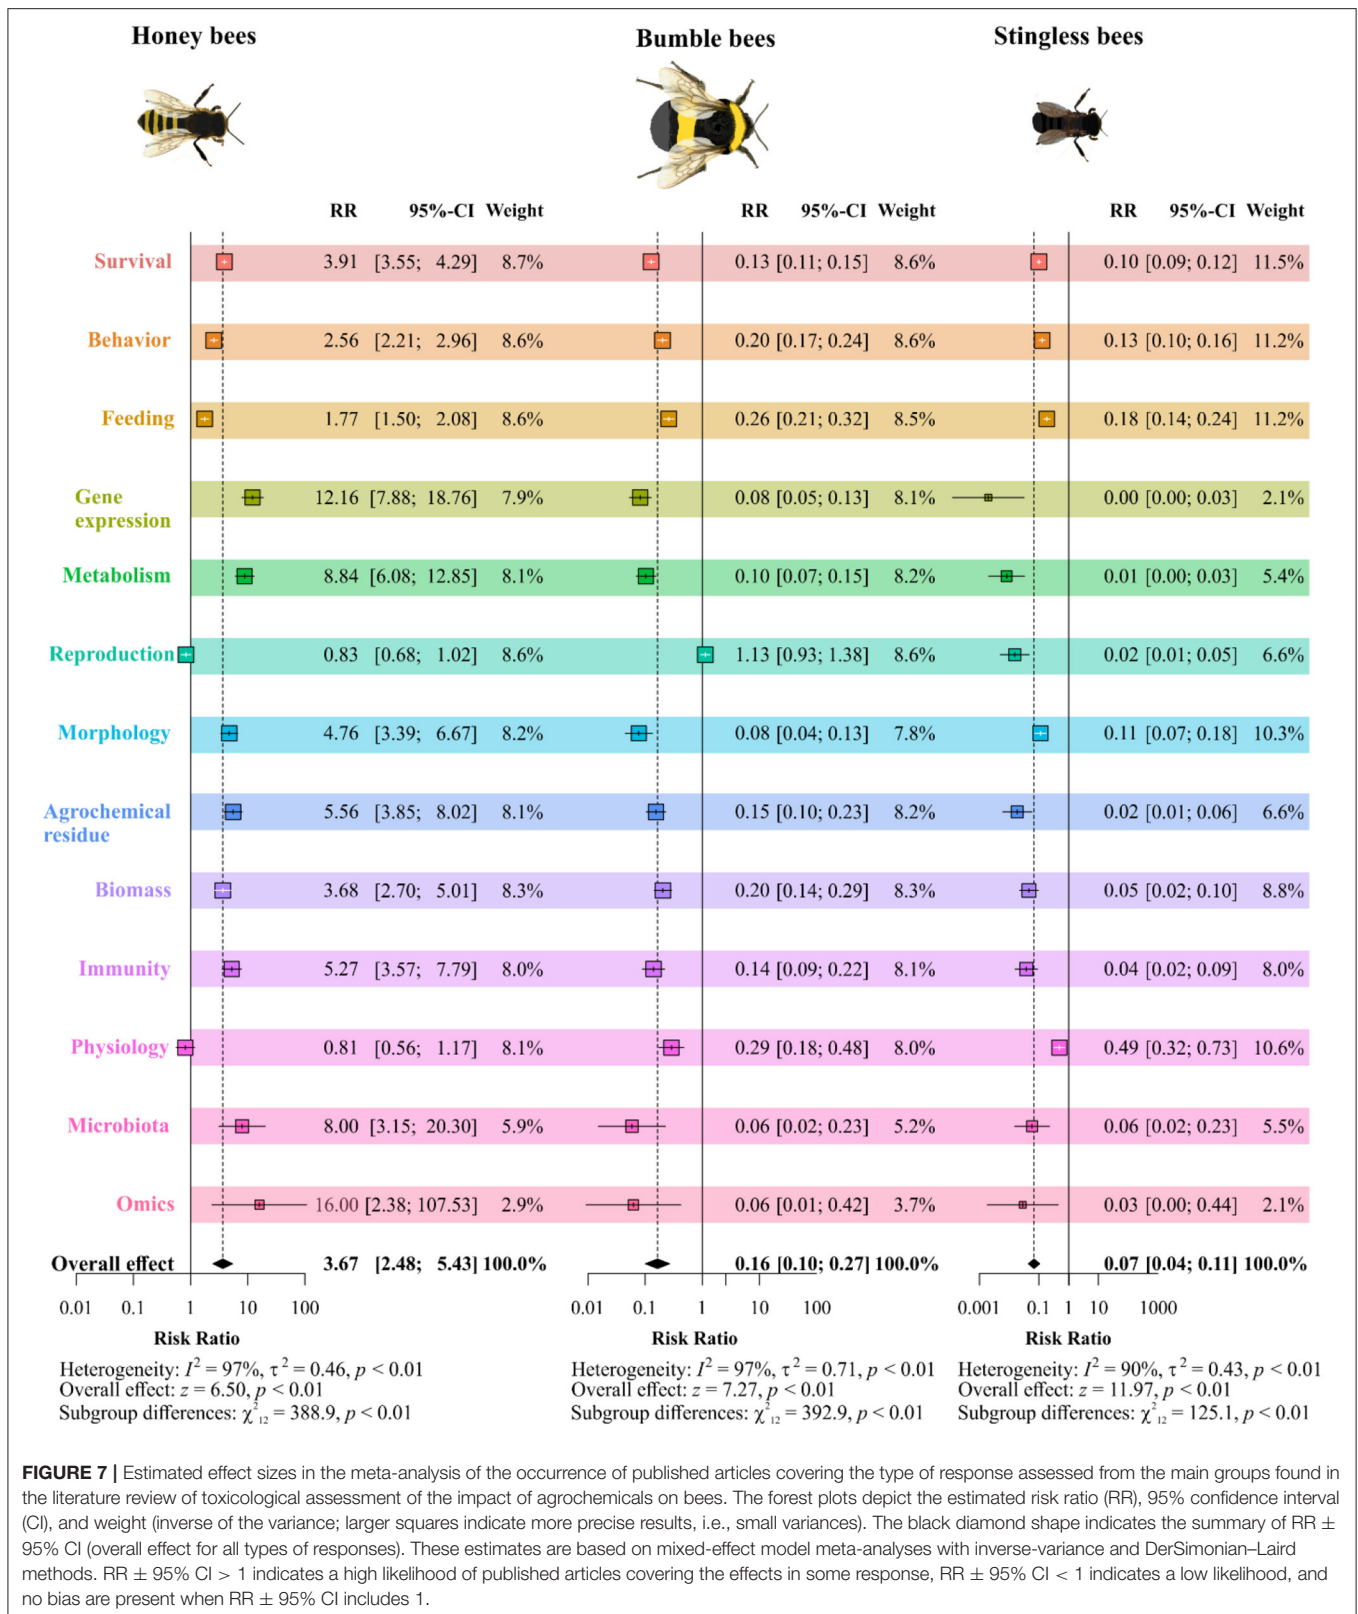 Honey bees Bumble bees Stingless bees
RR 95%-CI Weight RR 95%-CI Weight RR 95%-CI Weight
Survival 3.91 [3.55; 4.29] 8.7% 0.13 [0.11; 0.15] 8.6% 0.10 [0.09; 0.12] 11.5%
Behavior 2.56 [2.21; 2.96] 8.6% 0.20 [0.17; 0.24] 8.6% 0.13 [0.10; 0.16] 11.2%
Feeding 1.77 [1.50; 2.08] 8.6% 0.26 [0.21; 0.32] 8.5% 0.18 [0.14; 0.24] 11.2%
Gene expression 12.16 [7.88; 18.76] 7.9% 0.08 [0.05; 0.13] 8.1% 0.00 [0.00; 0.03] 2.1%
Metabolism 8.84 [6.08; 12.85] 8.1% 0.10 [0.07; 0.15] 8.2% 0.01 [0.00; 0.03] 5.4%
Reproduction 0.83 [0.68; 1.02] 8.6% 1.13 [0.93; 1.38] 8.6% 0.02 [0.01; 0.05] 6.6%
Morphology 4.76 [3.39; 6.67] 8.2% 0.08 [0.04; 0.13] 7.8% 0.11 [0.07; 0.18] 10.3%
Agrochemical residue 5.56 [3.85; 8.02] 8.1% 0.15 [0.10; 0.23] 8.2% 0.02 [0.01; 0.06] 6.6%
Biomass 3.68 [2.70; 5.01] 8.3% 0.20 [0.14; 0.29] 8.3% 0.05 [0.02; 0.10] 8.8%
Immunity 5.27 [3.57; 7.79] 8.0% 0.14 [0.09; 0.22] 8.1% 0.04 [0.02; 0.09] 8.0%
Physiology 0.81 [0.56; 1.17] 8.1% 0.29 [0.18; 0.48] 8.0% 0.49 [0.32; 0.73] 10.6%
Microbiota 8.00 [3.15; 20.30] 5.9% 0.06 [0.02; 0.23] 5.2% 0.06 [0.02; 0.23] 5.5%
Omics 16.00 [2.38; 107.53] 2.9% 0.06 [0.01; 0.42] 3.7% 0.03 [0.00; 0.44] 2.1%
Overall effect 3.67 [2.48; 5.43] 100.0% 0.16 [0.10; 0.27] 100.0% 0.07 [0.04; 0.11] 100.0%
0.01 0.1 1 10 100 0.01 0.1 1 10 100 0.001 0.1 1 10 1000
Risk Ratio Risk Ratio Risk Ratio
Heterogeneity: I² = 97%, τ² = 0.46, p < 0.01 Heterogeneity: I² = 97%, τ² = 0.71, p < 0.01 Heterogeneity: I² = 90%, τ² = 0.43, p < 0.01
Overall effect: z = 6.50, p < 0.01 Overall effect: z = 7.27, p < 0.01 Overall effect: z = 11.97, p < 0.01
Subgroup differences: χ²₁₂ = 388.9, p < 0.01 Subgroup differences: χ²₁₂ = 392.9, p < 0.01 Subgroup differences: χ²₁₂ = 125.1, p < 0.01
FIGURE 7 | Estimated effect sizes in the meta-analysis of the occurrence of published articles covering the type of response assessed from the main groups found in
the literature review of toxicological assessment of the impact of agrochemicals on bees. The forest plots depict the estimated risk ratio (RR), 95% confidence interval
(CI), and weight (inverse of the variance; larger squares indicate more precise results, i.e., small variances). The black diamond shape indicates the summary of RR ±
95% CI (overall effect for all types of responses). These estimates are based on mixed-effect model meta-analyses with inverse-variance and DerSimonian–Laird
methods. RR ± 95% CI > 1 indicates a high likelihood of published articles covering the effects in some response, RR ± 95% CI < 1 indicates a low likelihood, and
no bias are present when RR ± 95% CI includes 1.